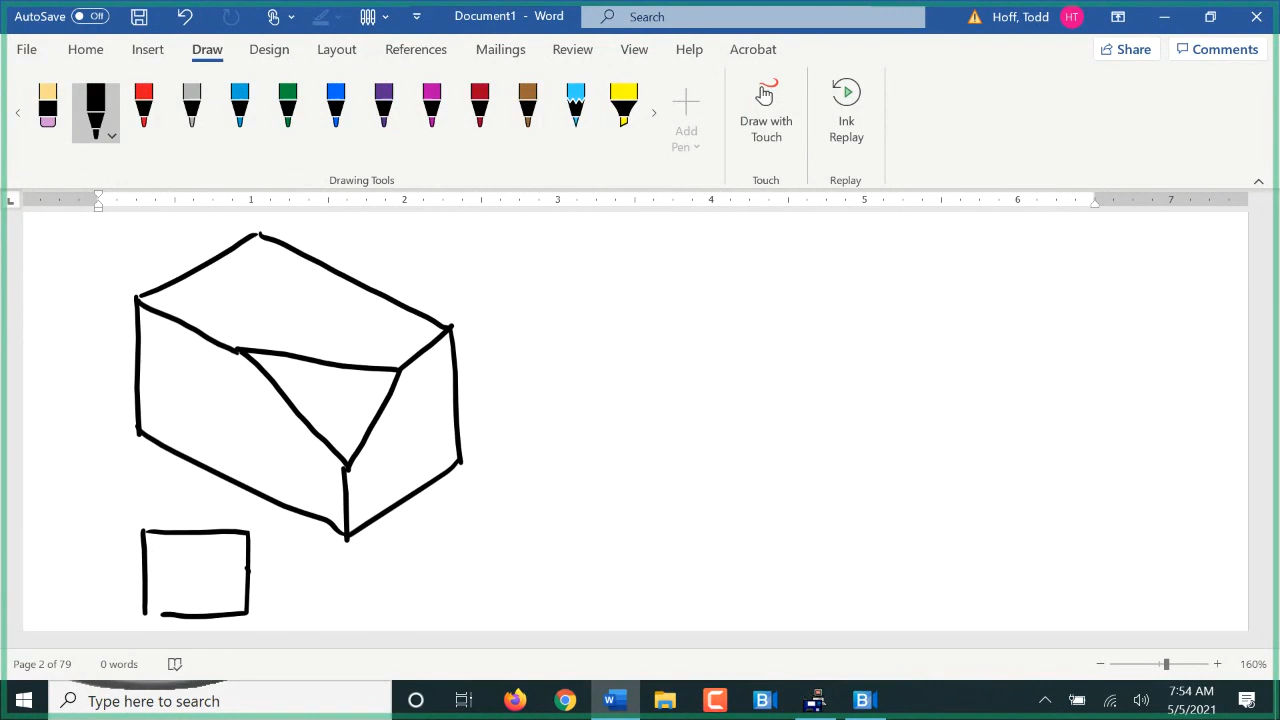 AutoSave Off Document1 - Word Search Hoff, Todd HT
File Home Insert Draw Design Layout References Mailings Review View Help Acrobat Share Comments
Add Pen
Draw with Touch
Ink Replay
Drawing Tools Touch Replay
1 2 3 4 5 6 7
Page 2 of 79 0 words 160%
Type here to search 7:54 AM
5/5/2021